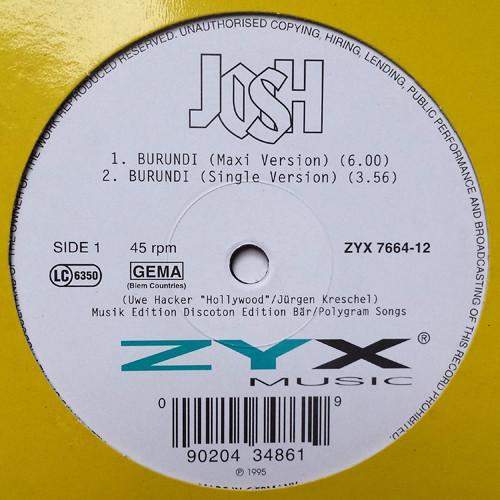 OF THE OWNER OF THE WORK REPRODUCED RESERVED. UNAUTHORISED COPYING, HIRING, LENDING, PUBLIC PERFORMANCE AND BROADCASTING OF THIS RECORD PROHIBITED.
JOSH
1. BURUNDI (Maxi Version) (6.00)
2. BURUNDI (Single Version) (3.56)
SIDE 1 45 rpm ZYX 7664-12
LC 6350 GEMA
(Biem Countries)
(Uwe Hacker "Hollywood"/Jürgen Kreschel)
Musik Edition Discoton Edition Bär/Polygram Songs
ZYX ®
MUSIC
0 9
90204 34861
℗ 1995
MADE IN GERMANY